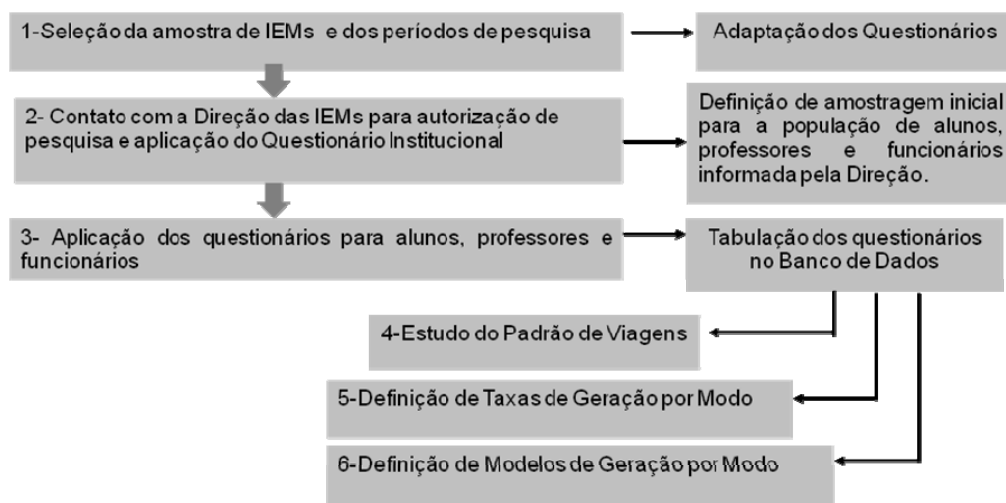 1-Seleção da amostra de IEMs e dos períodos de pesquisa
Adaptação dos Questionários
2- Contato com a Direção das IEMs para autorização de
pesquisa e aplicação do Questionário Institucional
Definição de amostragem inicial
para a população de alunos,
professores e funcionários
informada pela Direção.
3- Aplicação dos questionários para alunos, professores e
funcionários
Tabulação dos questionários
no Banco de Dados
4-Estudo do Padrão de Viagens
5-Definição de Taxas de Geração por Modo
6-Definição de Modelos de Geração por Modo